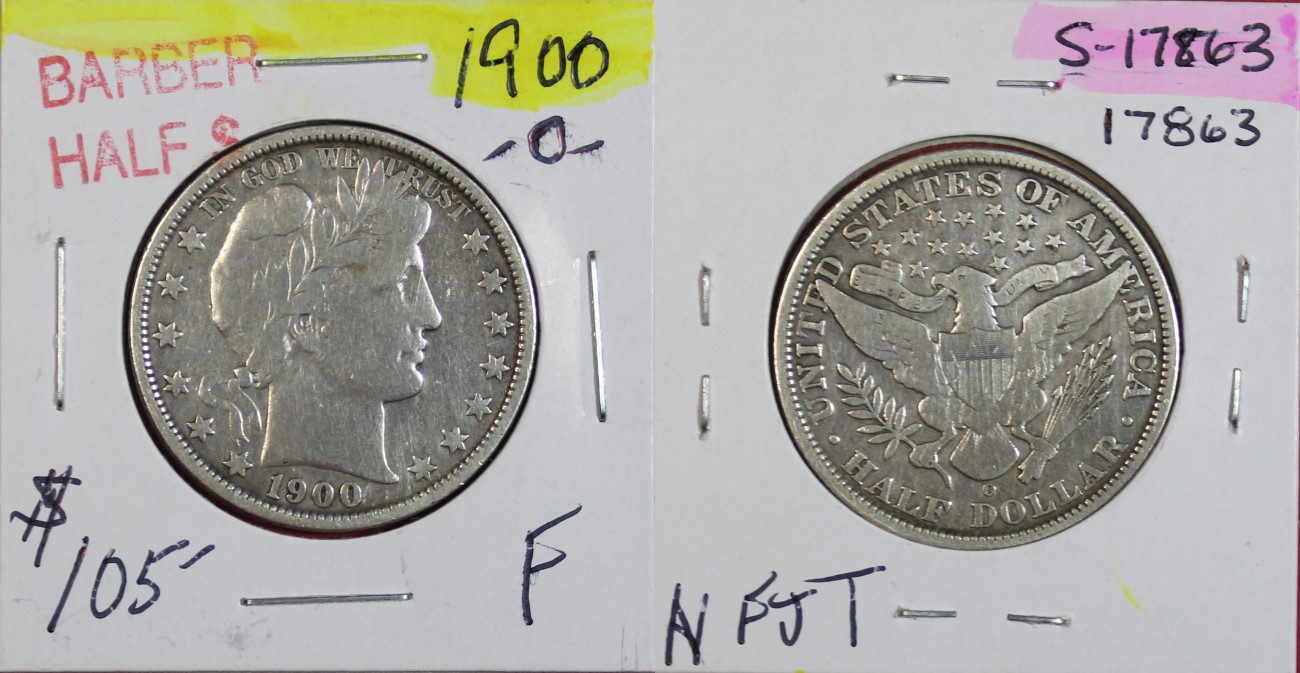 BARBER
HALF $
1900
-O-
IN GOD WE TRUST
1900
$105-
F
S-17863
17863
UNITED STATES OF AMERICA
HALF DOLLAR
O
NFJT